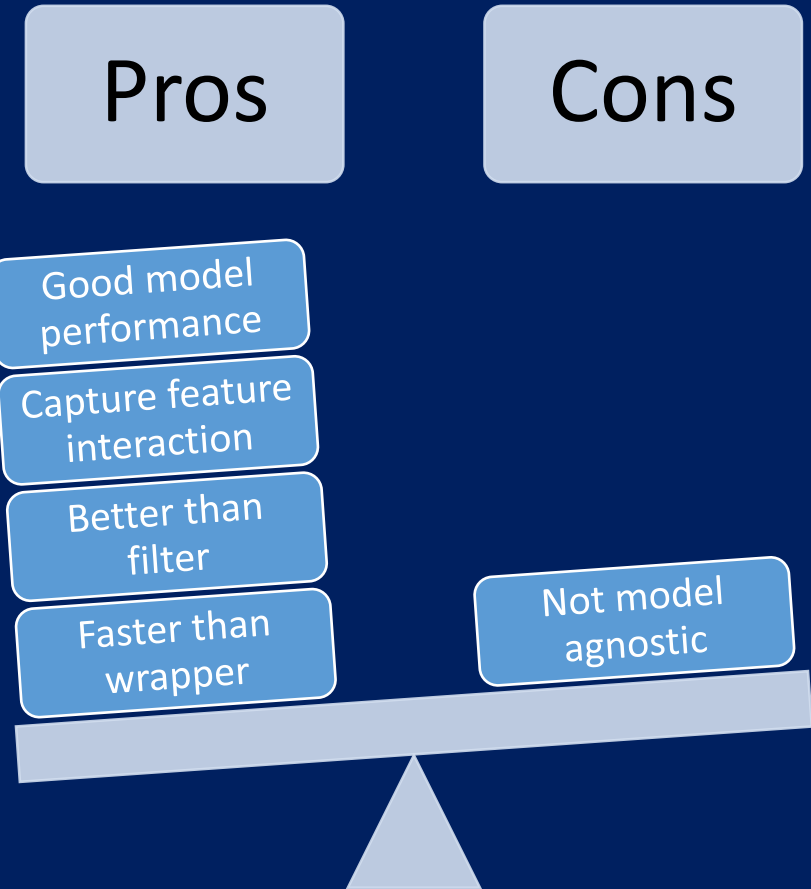 Pros
Cons
Good model
performance
Capture feature
interaction
Better than
filter
Faster than
wrapper
Not model
agnostic